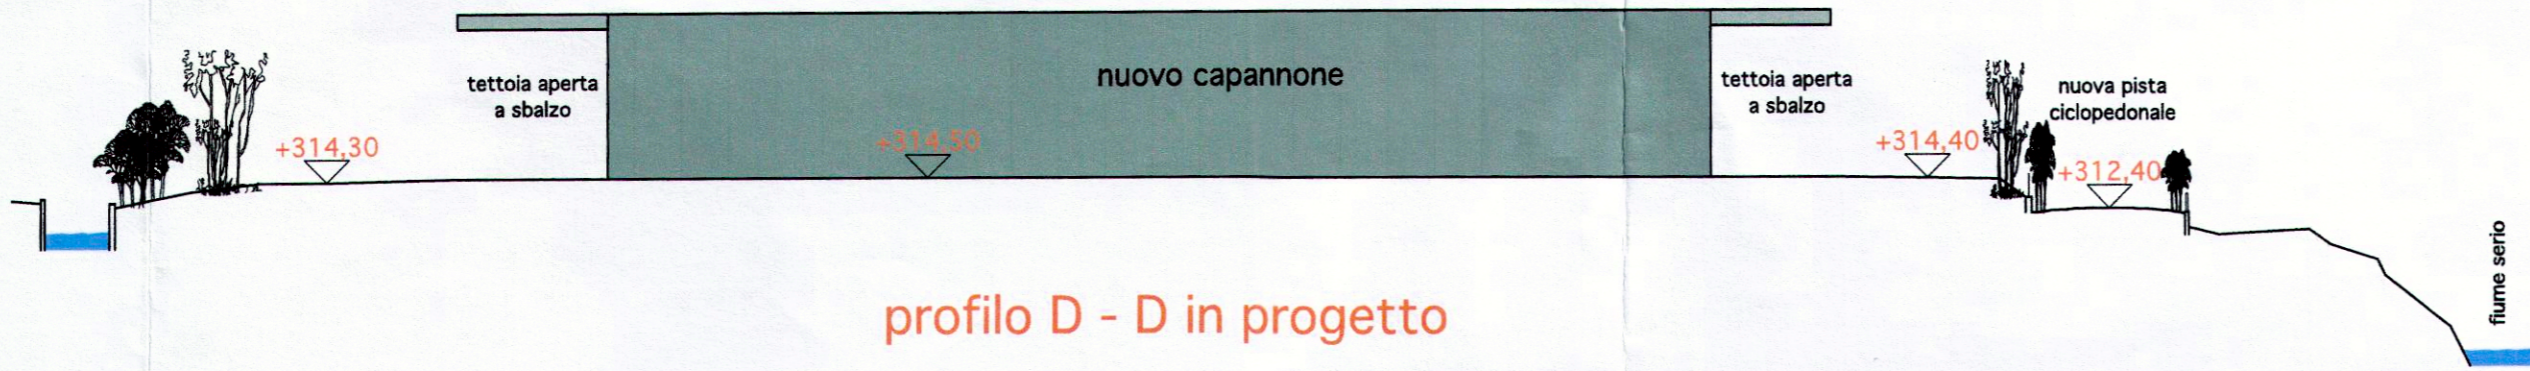 tettoia aperta
a sbalzo
nuovo capannone
tettoia aperta
a sbalzo
nuova pista
ciclopedonale
+314,30
+314,50
+314,40
+312,40
fiume serio
profilo D - D in progetto